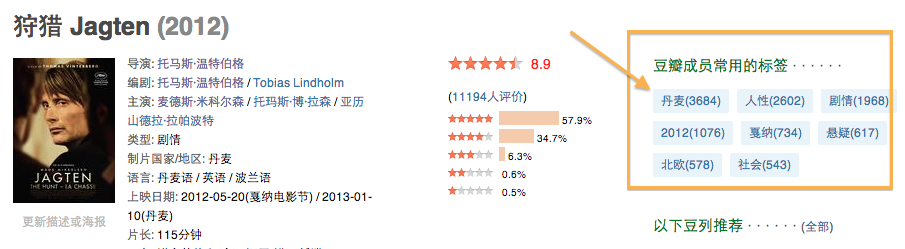 狩猎 Jagten (2012)
A FILM BY THOMAS VINTERBERG
JAGTEN
THE HUNT - LA CHASSE
更新描述或海报
导演: 托马斯·温特伯格
编剧: 托马斯·温特伯格 / Tobias Lindholm
主演: 麦德斯·米科尔森 / 托玛斯·博·拉森 / 亚历
山德拉·拉帕波特
类型: 剧情
制片国家/地区: 丹麦
语言: 丹麦语 / 英语 / 波兰语
上映日期: 2012-05-20(戛纳电影节) / 2013-01-
10(丹麦)
片长: 115分钟
8.9
(11194人评价)
57.9%
34.7%
6.3%
0.6%
0.5%
豆瓣成员常用的标签 · · · · · ·
丹麦(3684) 人性(2602) 剧情(1968)
2012(1076) 戛纳(734) 悬疑(617)
北欧(578) 社会(543)
以下豆列推荐 · · · · · · (全部)